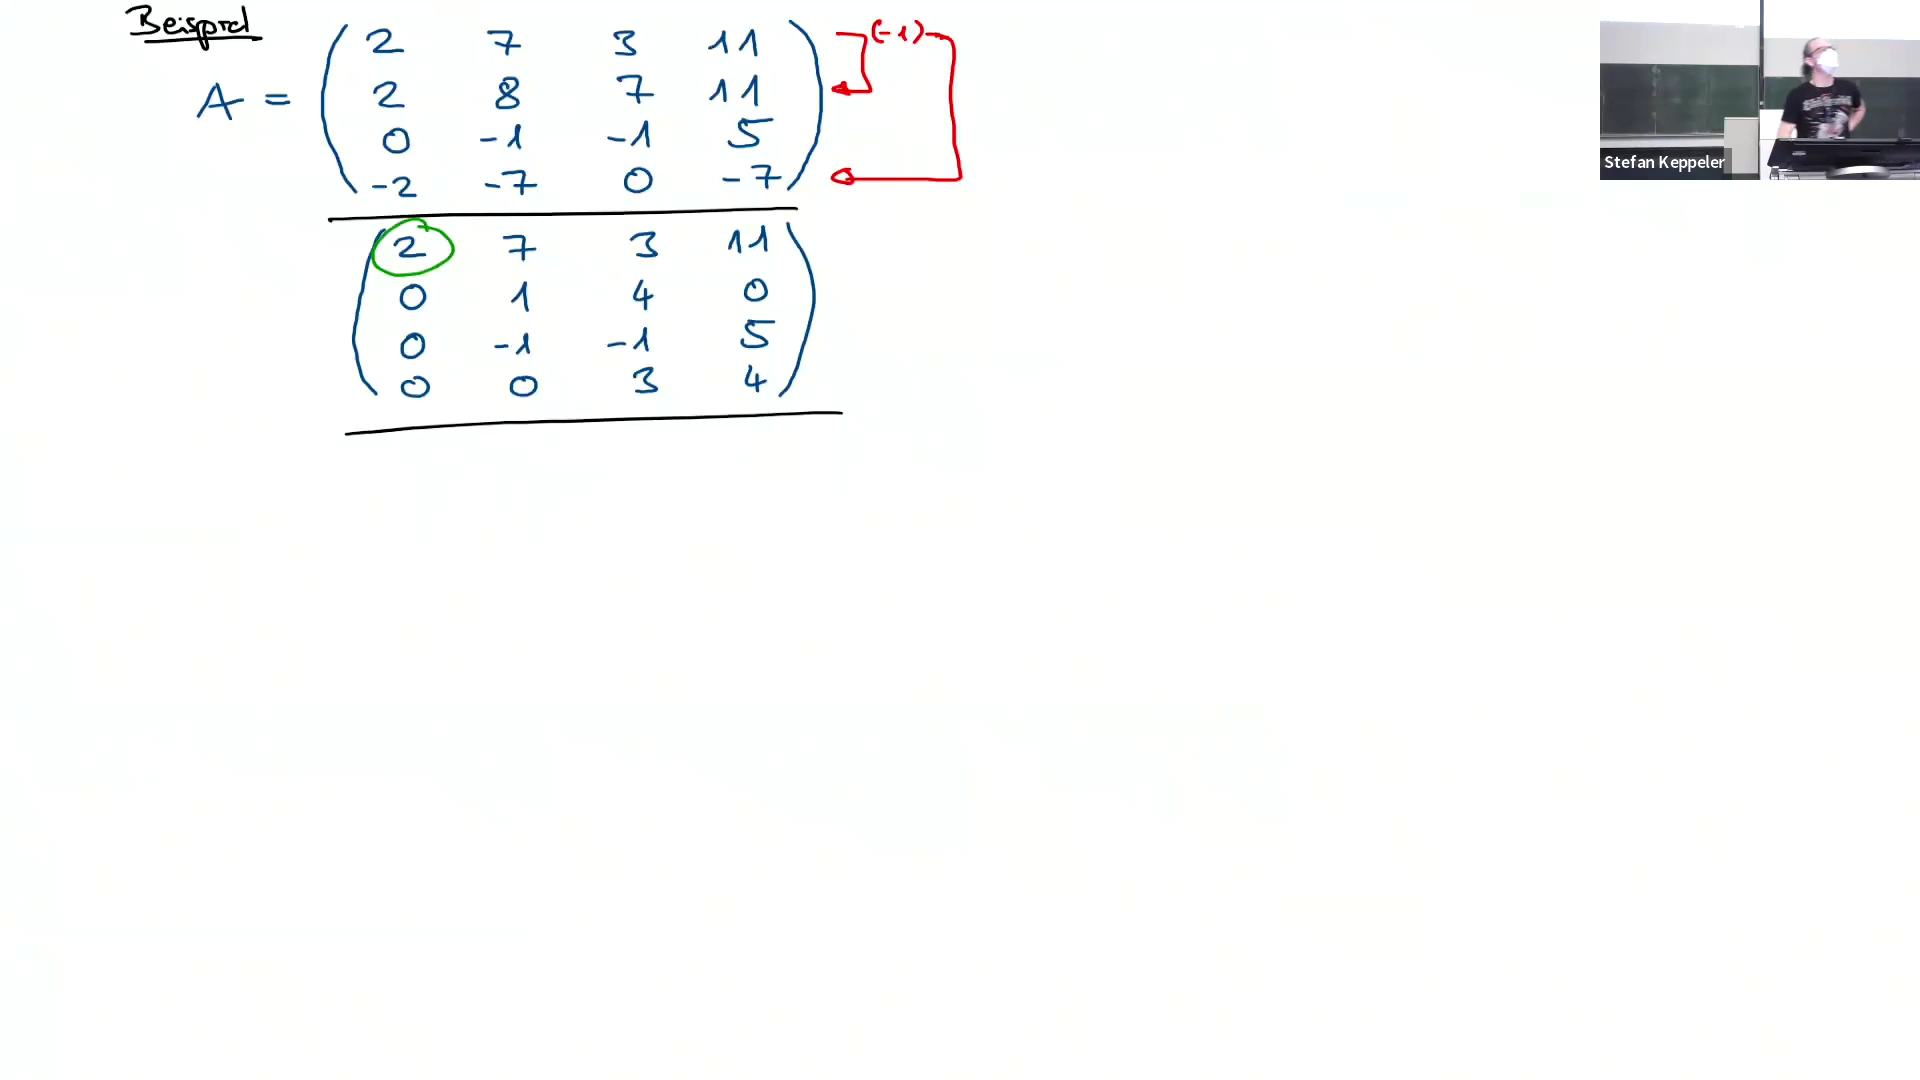 Beispiel
A = ( 2 7 3 11 ) (-1)
2 8 7 11
0 -1 -1 5
-2 -7 0 -7
( 2 7 3 11 )
0 1 4 0
0 -1 -1 5
0 0 3 4
Stefan Keppeler